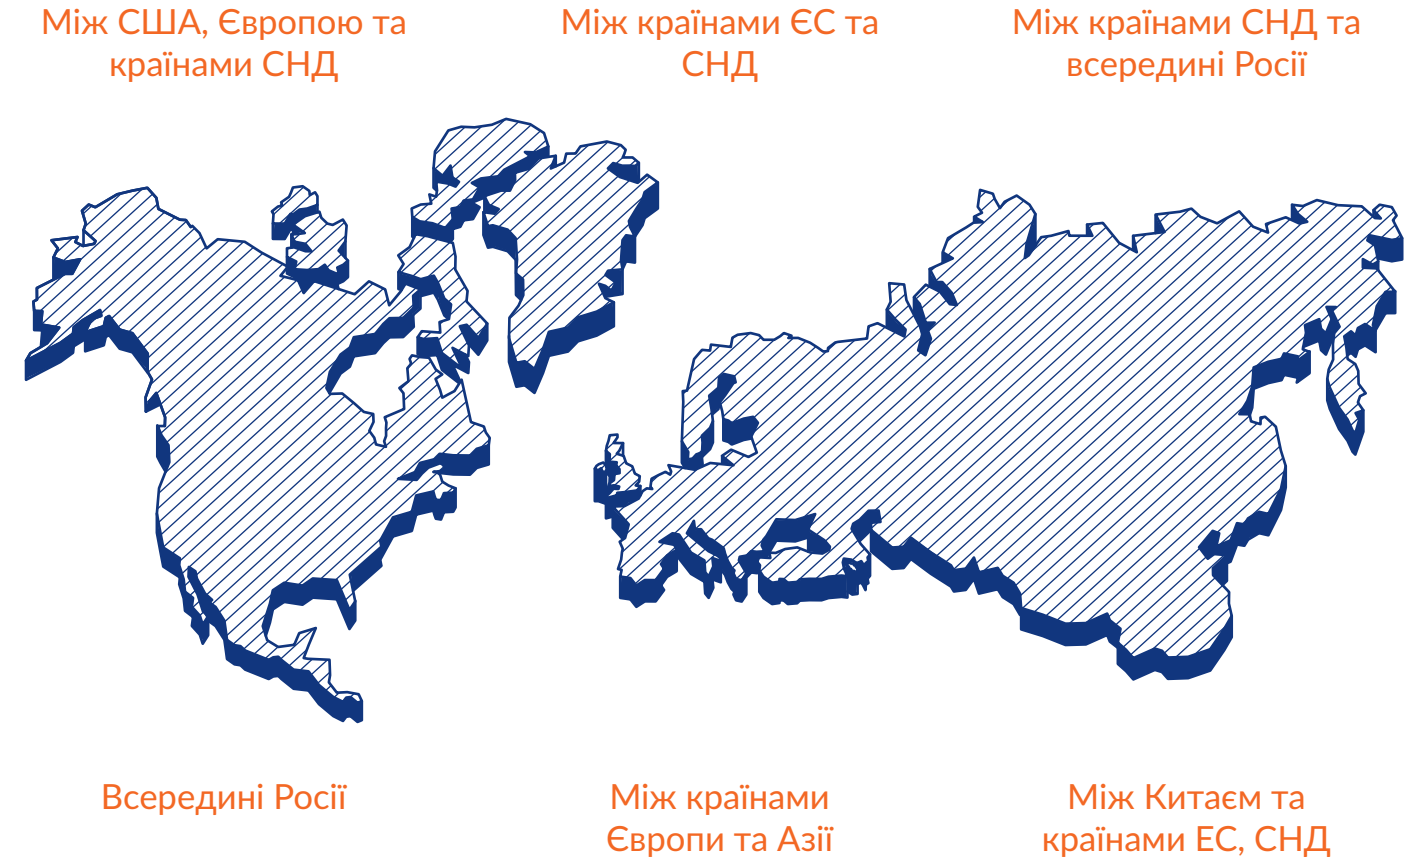 Між США, Європою та
країнами СНД
Між країнами ЄС та
СНД
Між країнами СНД та
всередині Росії
Всередині Росії
Між країнами
Європи та Азії
Між Китаєм та
країнами ЕС, СНД